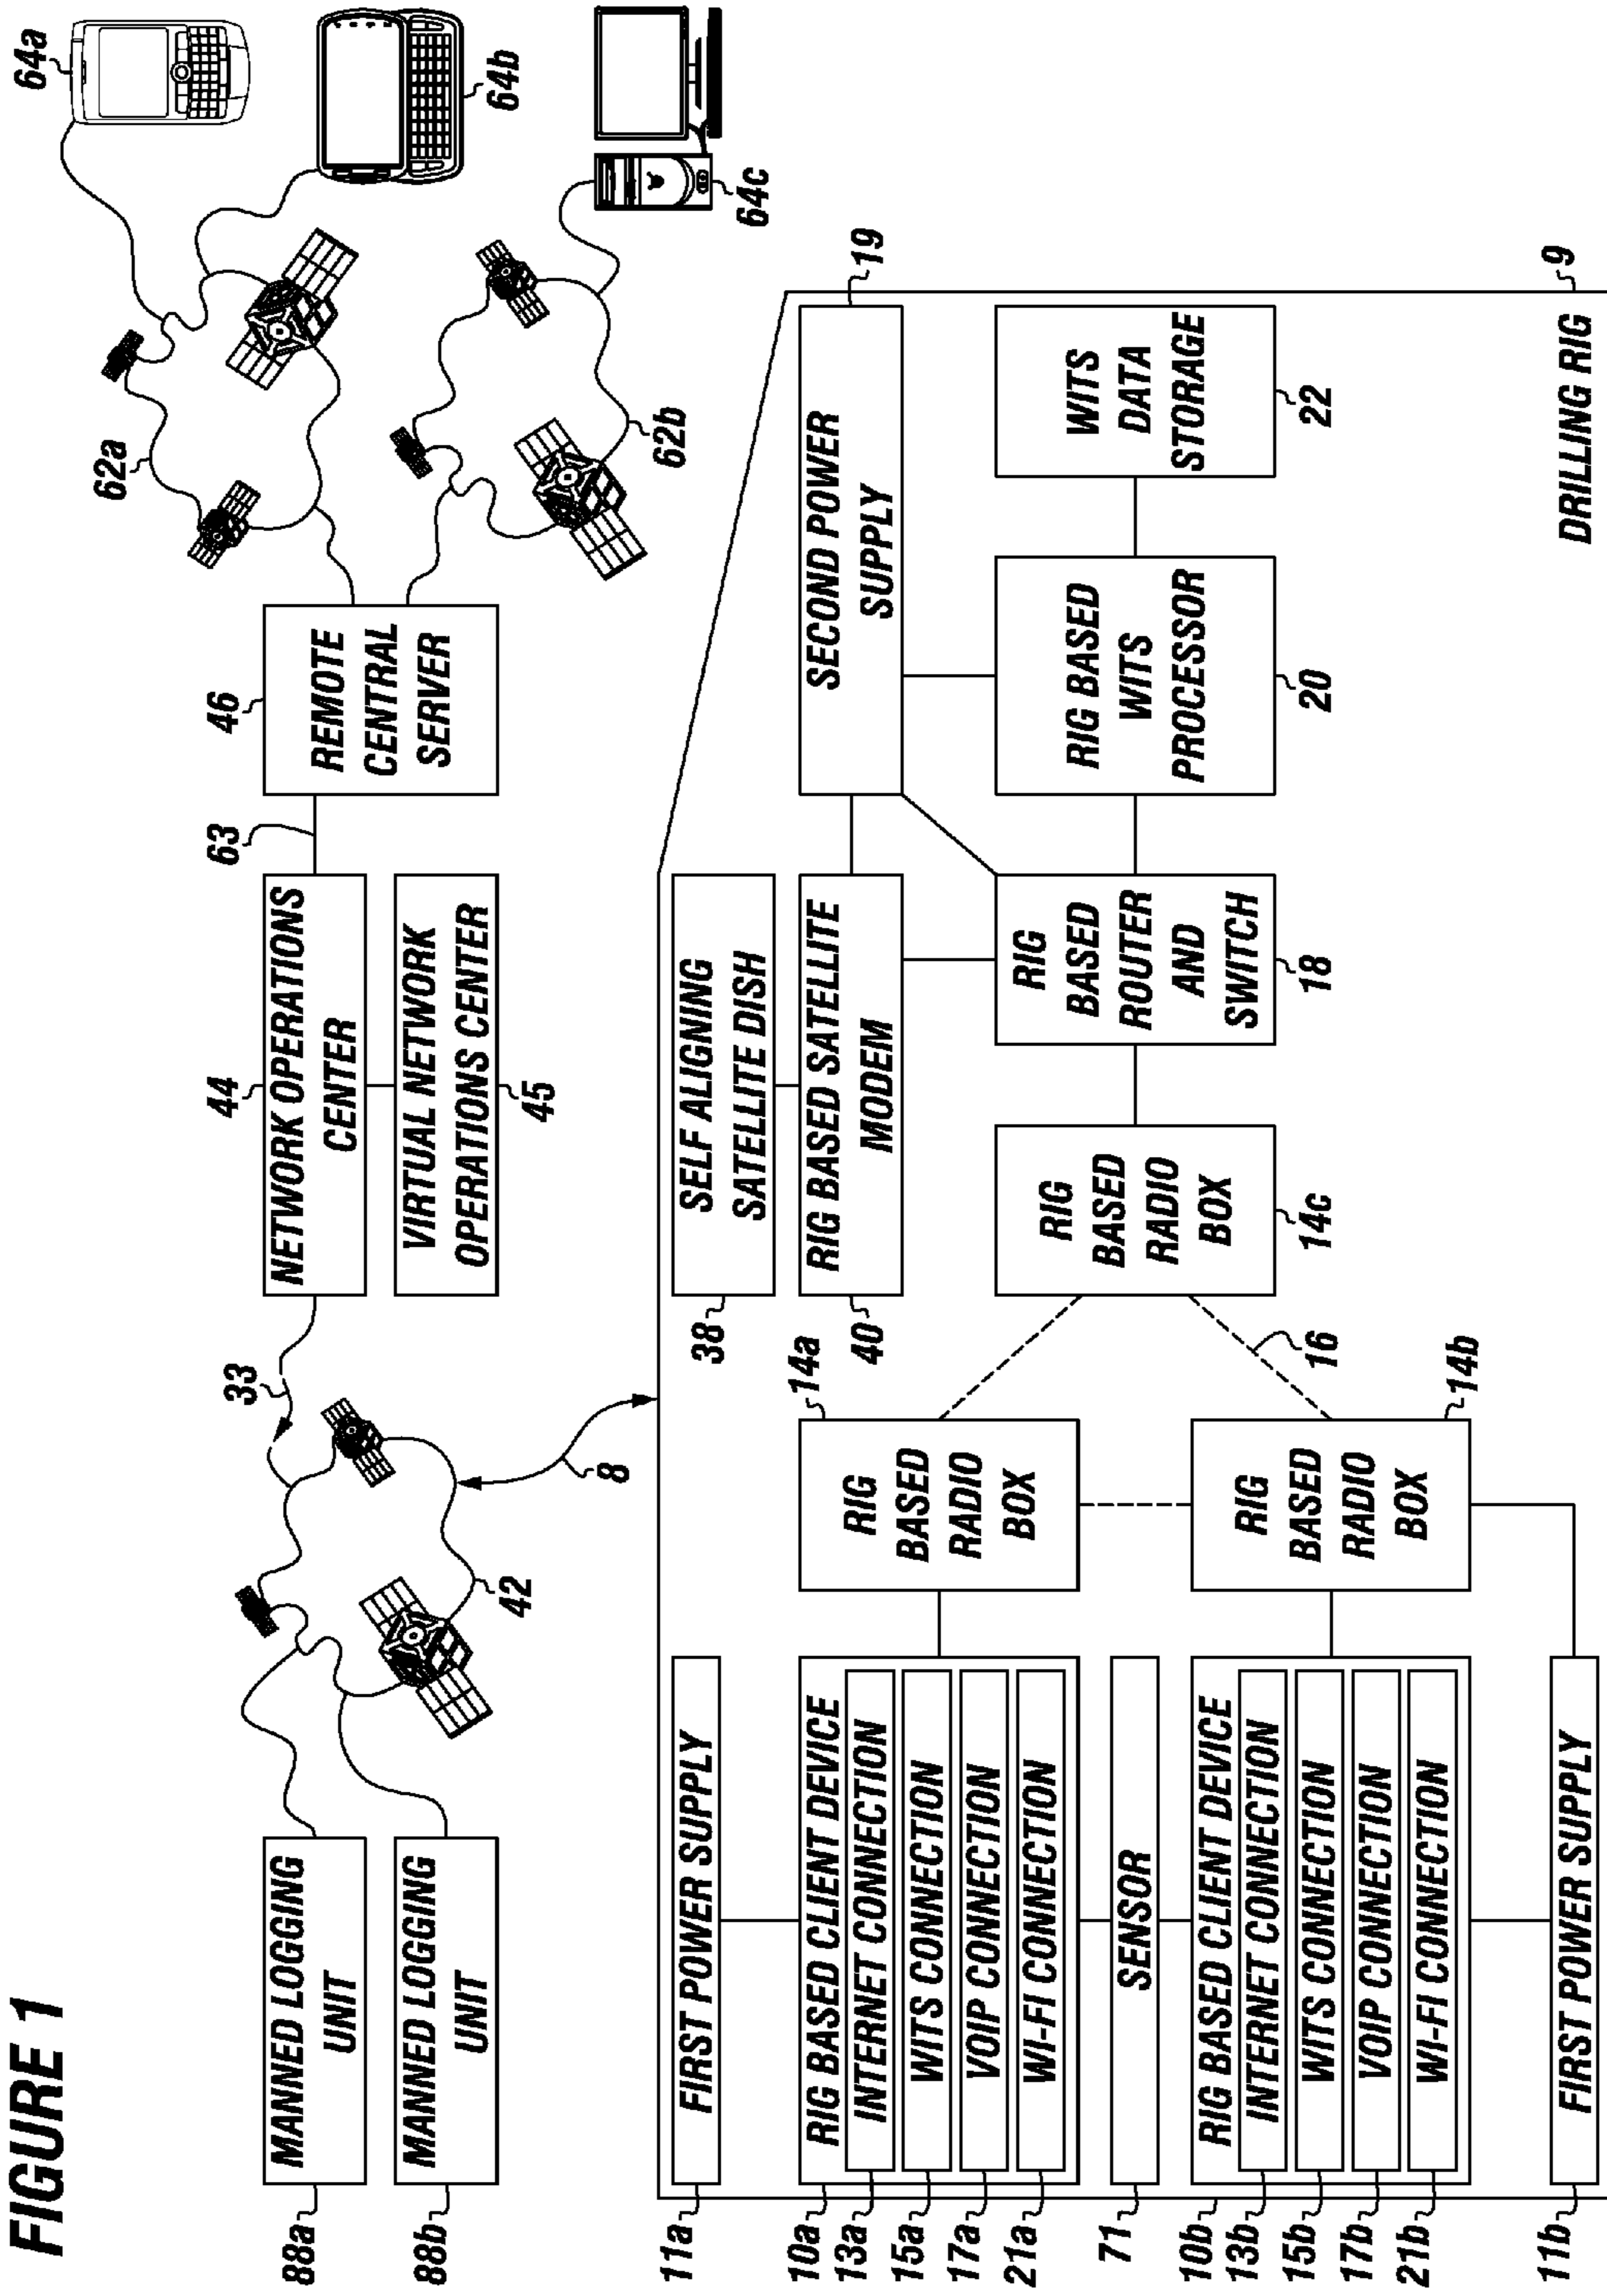 FIGURE 1
88a
MANNED LOGGING
UNIT
88b
MANNED LOGGING
UNIT
33
42
8
44
NETWORK OPERATIONS
CENTER
VIRTUAL NETWORK
OPERATIONS CENTER
45
63
46
REMOTE
CENTRAL
SERVER
62a
62b
64a
64b
64c
11a
FIRST POWER SUPPLY
10a
RIG BASED CLIENT DEVICE
13a
INTERNET CONNECTION
15a
WITS CONNECTION
17a
VOIP CONNECTION
21a
WI-FI CONNECTION
71
SENSOR
10b
RIG BASED CLIENT DEVICE
13b
INTERNET CONNECTION
15b
WITS CONNECTION
17b
VOIP CONNECTION
21b
WI-FI CONNECTION
11b
FIRST POWER SUPPLY
14a
RIG
BASED
RADIO
BOX
14b
RIG
BASED
RADIO
BOX
16
38
SELF ALIGNING
SATELLITE DISH
40
RIG BASED SATELLITE
MODEM
RIG
BASED
RADIO
BOX
14c
RIG
BASED
ROUTER
AND
SWITCH
18
19
SECOND POWER
SUPPLY
RIG BASED
WITS
PROCESSOR
20
WITS
DATA
STORAGE
22
DRILLING RIG
9